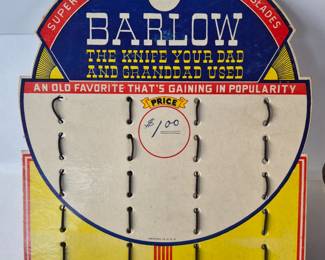 SUPER
BLADES
BARLOW
THE KNIFE YOUR DAD
AND GRANDDAD USED
AN OLD FAVORITE THAT'S GAINING IN POPULARITY
PRICE
$1.00